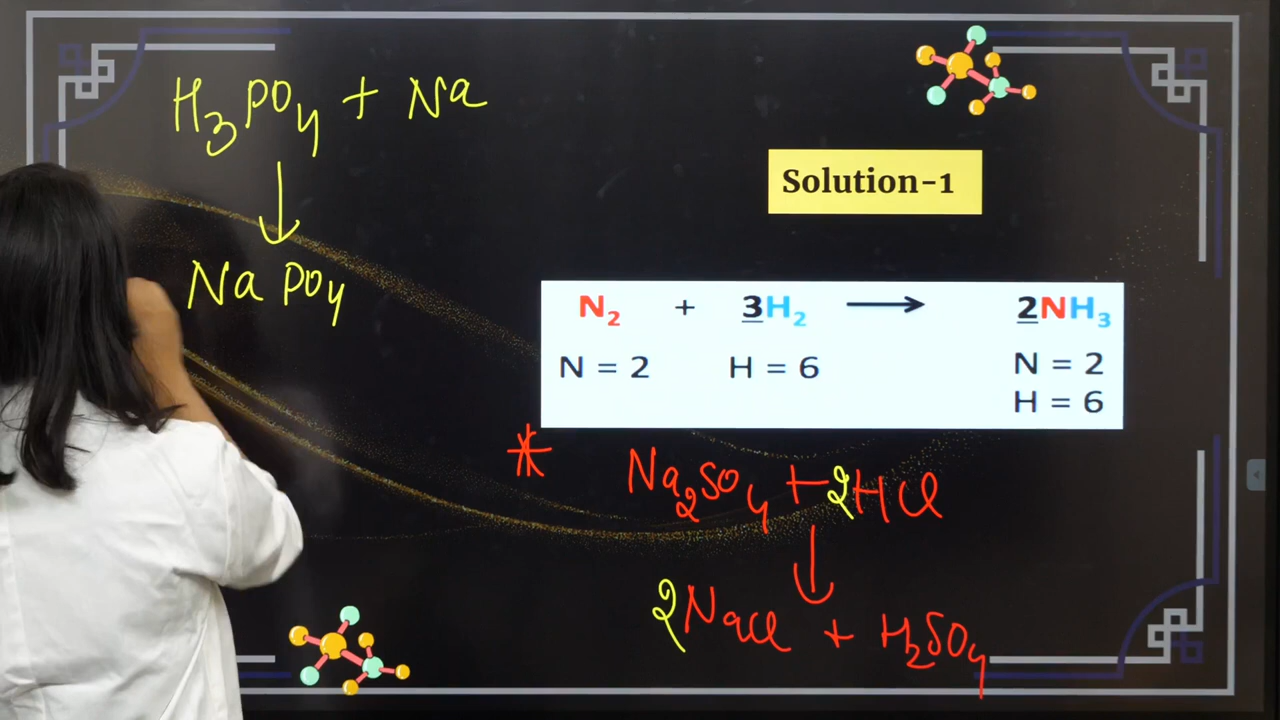 H₃PO₄ + Na
↓
Na PO₄
Solution-1
N₂ + 3H₂ → 2NH₃
N = 2 H = 6 N = 2
H = 6
* Na₂SO₄ + 2HCl
↓
2NaCl + H₂SO₄